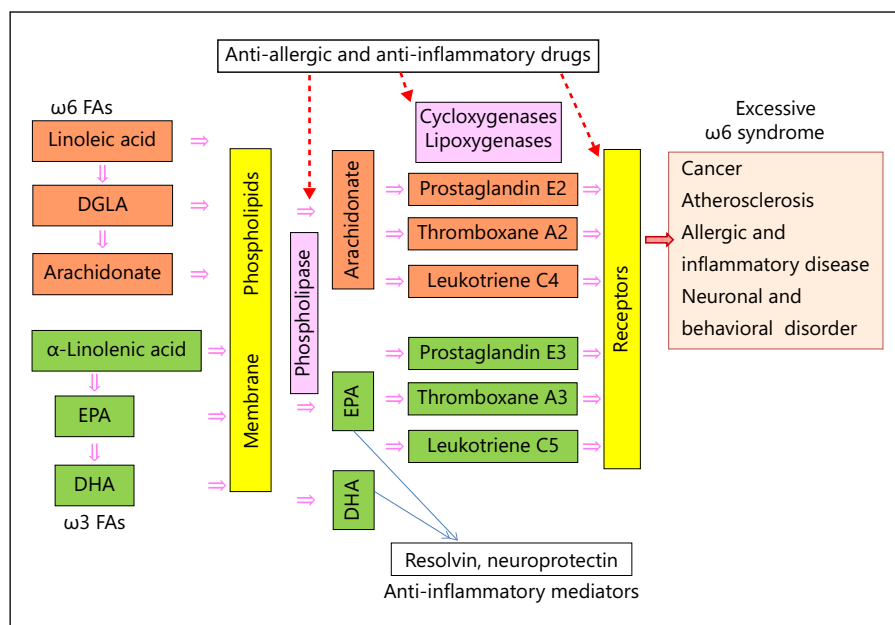 Anti-allergic and anti-inflammatory drugs
ω6 FAs
Linoleic acid
DGLA
Arachidonate
α-Linolenic acid
EPA
DHA
ω3 FAs
Membrane Phospholipids
Phospholipase
Arachidonate
EPA
DHA
Cycloxygenases
Lipoxygenases
Prostaglandin E2
Thromboxane A2
Leukotriene C4
Prostaglandin E3
Thromboxane A3
Leukotriene C5
Receptors
Resolvin, neuroprotectin
Anti-inflammatory mediators
Excessive
ω6 syndrome
Cancer
Atherosclerosis
Allergic and
inflammatory disease
Neuronal and
behavioral disorder